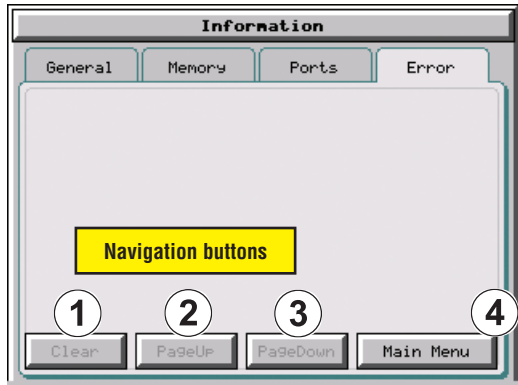 Information
General Memory Ports Error
Navigation buttons
1 2 3 4
Clear PageUp PageDown Main Menu